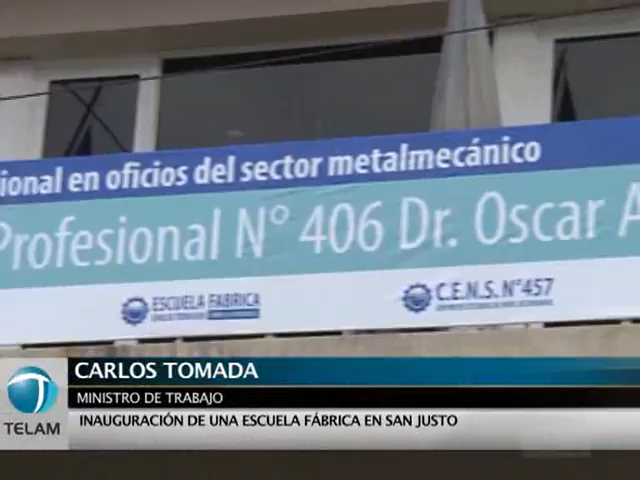 ional en oficios del sector metalmecánico
Profesional N° 406 Dr. Oscar A
ESCUELA FÁBRICA
C.E.N.S. N°457
CARLOS TOMADA
MINISTRO DE TRABAJO
INAUGURACIÓN DE UNA ESCUELA FÁBRICA EN SAN JUSTO
TELAM